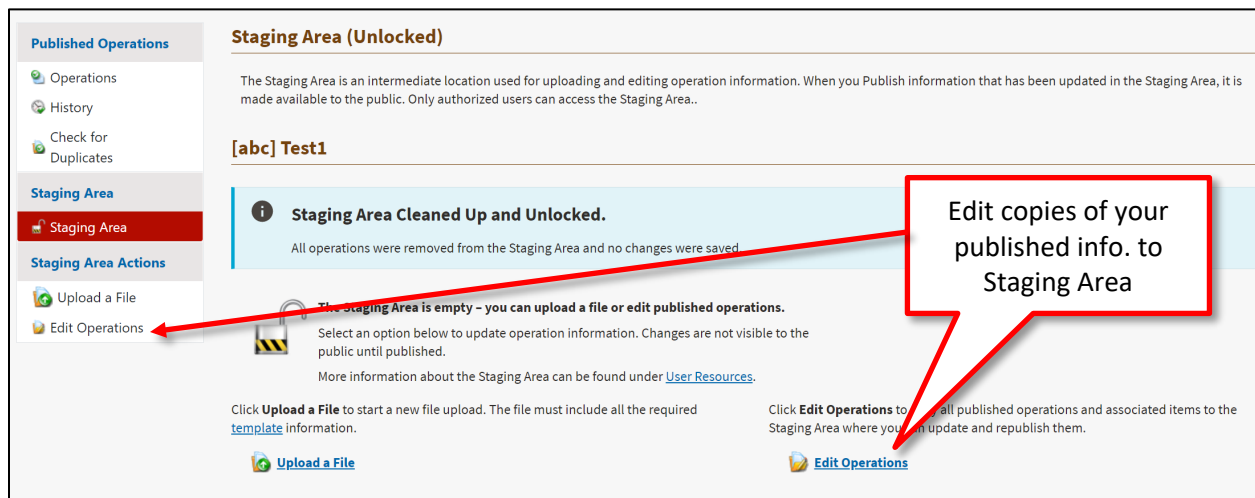 Published Operations
Operations
History
Check for
Duplicates
Staging Area
Staging Area
Staging Area Actions
Upload a File
Edit Operations
Staging Area (Unlocked)
The Staging Area is an intermediate location used for uploading and editing operation information. When you Publish information that has been updated in the Staging Area, it is
made available to the public. Only authorized users can access the Staging Area..
[abc] Test1
Staging Area Cleaned Up and Unlocked.
All operations were removed from the Staging Area and no changes were saved.
Edit copies of your
published info. to
Staging Area
The Staging Area is empty – you can upload a file or edit published operations.
Select an option below to update operation information. Changes are not visible to the
public until published.
More information about the Staging Area can be found under User Resources.
Click Upload a File to start a new file upload. The file must include all the required
template information.
Upload a File
Click Edit Operations to all published operations and associated items to the
Staging Area where you update and republish them.
Edit Operations